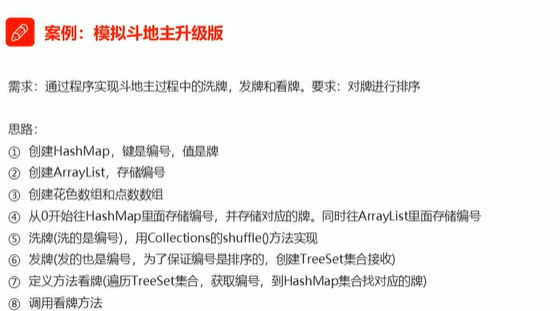 案例：模拟斗地主升级版
需求：通过程序实现斗地主过程中的洗牌，发牌和看牌。要求：对牌进行排序
思路：
① 创建HashMap，键是编号，值是牌
② 创建ArrayList，存储编号
③ 创建花色数组和点数数组
④ 从0开始往HashMap里面存储编号，并存储对应的牌。同时往ArrayList里面存储编号
⑤ 洗牌(洗的是编号)，用Collections的shuffle()方法实现
⑥ 发牌(发的也是编号，为了保证编号是排序的，创建TreeSet集合接收)
⑦ 定义方法看牌(遍历TreeSet集合，获取编号，到HashMap集合找对应的牌)
⑧ 调用看牌方法